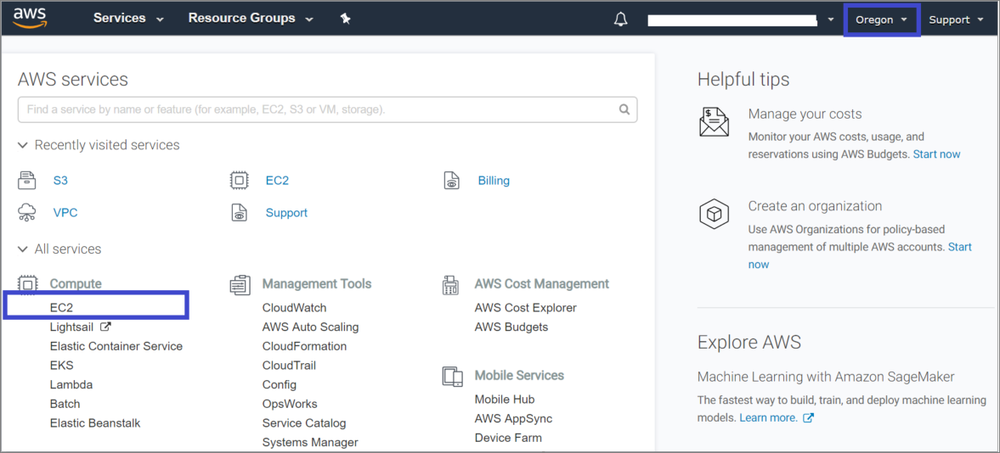 aws Services Resource Groups Oregon Support
AWS services
Find a service by name or feature (for example, EC2, S3 or VM, storage).
Recently visited services
S3 EC2 Billing
VPC Support
All services
Compute
EC2
Lightsail
Elastic Container Service
EKS
Lambda
Batch
Elastic Beanstalk
Management Tools
CloudWatch
AWS Auto Scaling
CloudFormation
CloudTrail
Config
OpsWorks
Service Catalog
Systems Manager
AWS Cost Management
AWS Cost Explorer
AWS Budgets
Mobile Services
Mobile Hub
AWS AppSync
Device Farm
Helpful tips
Manage your costs
Monitor your AWS costs, usage, and
reservations using AWS Budgets. Start now
Create an organization
Use AWS Organizations for policy-based
management of multiple AWS accounts. Start
now
Explore AWS
Machine Learning with Amazon SageMaker
The fastest way to build, train, and deploy machine learning
models. Learn more.